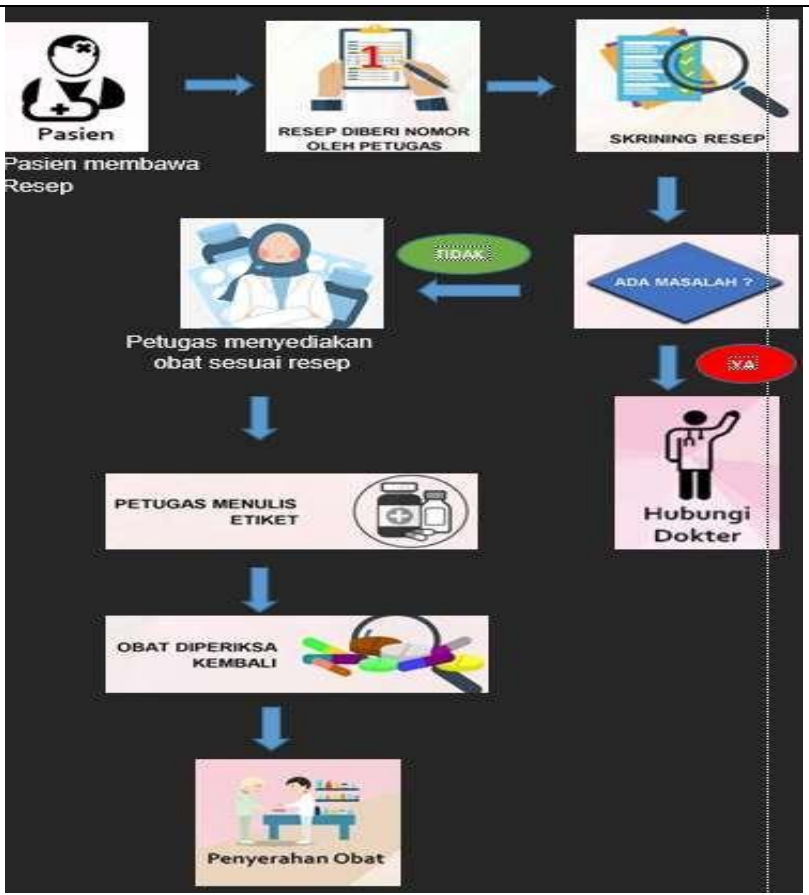 Pasien
Pasien membawa
Resep
1
RESEP DIBERI NOMOR
OLEH PETUGAS
SKRINING RESEP
ADA MASALAH ?
TIDAK
Petugas menyediakan
obat sesuai resep
YA
Hubungi
Dokter
PETUGAS MENULIS
ETIKET
OBAT DIPERIKSA
KEMBALI
Penyerahan Obat